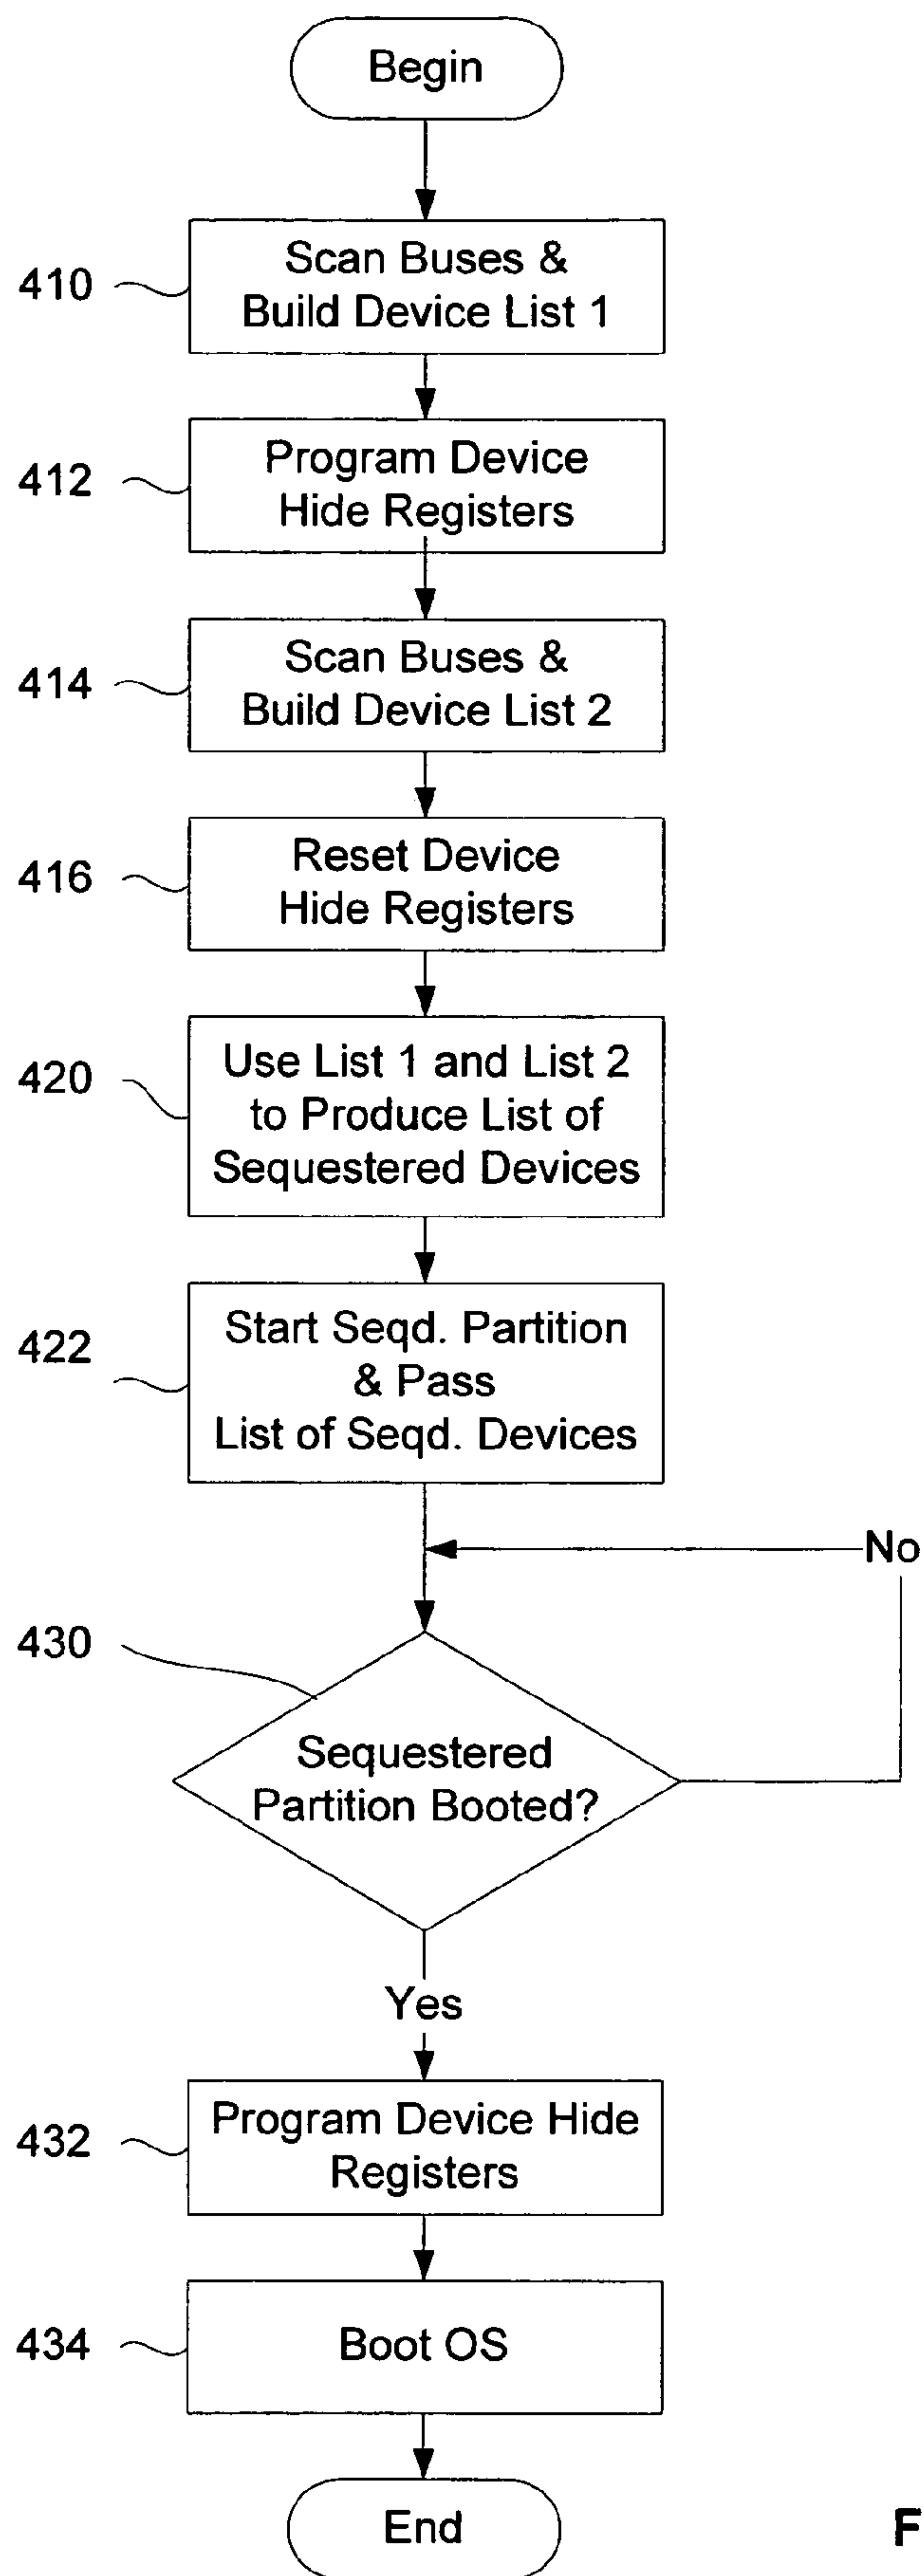 Begin
410
Scan Buses &
Build Device List 1
412
Program Device
Hide Registers
414
Scan Buses &
Build Device List 2
416
Reset Device
Hide Registers
420
Use List 1 and List 2
to Produce List of
Sequestered Devices
422
Start Seqd. Partition
& Pass
List of Seqd. Devices
No
430
Sequestered
Partition Booted?
Yes
432
Program Device Hide
Registers
434
Boot OS
End
F